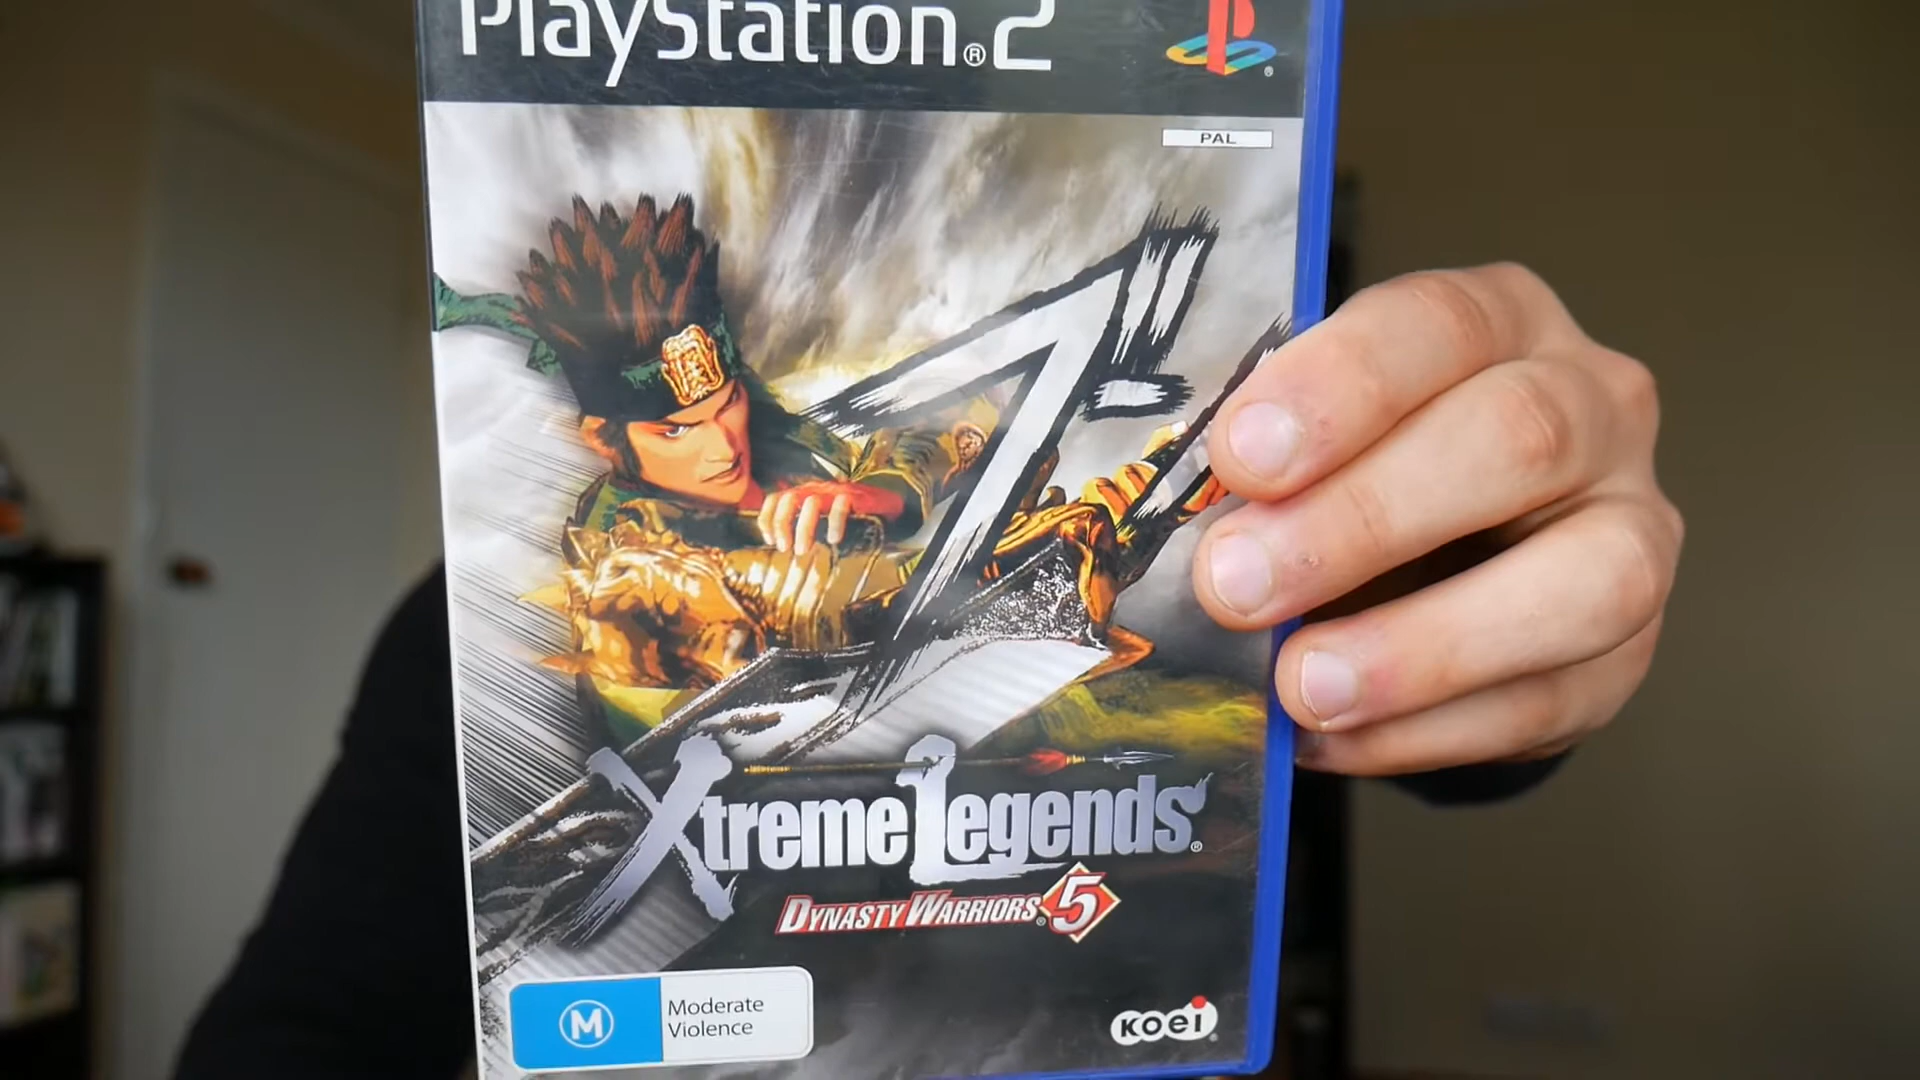 PlayStation®2
PAL
Xtreme Legends®
DYNASTY WARRIORS® 5
M
Moderate
Violence
KOEI